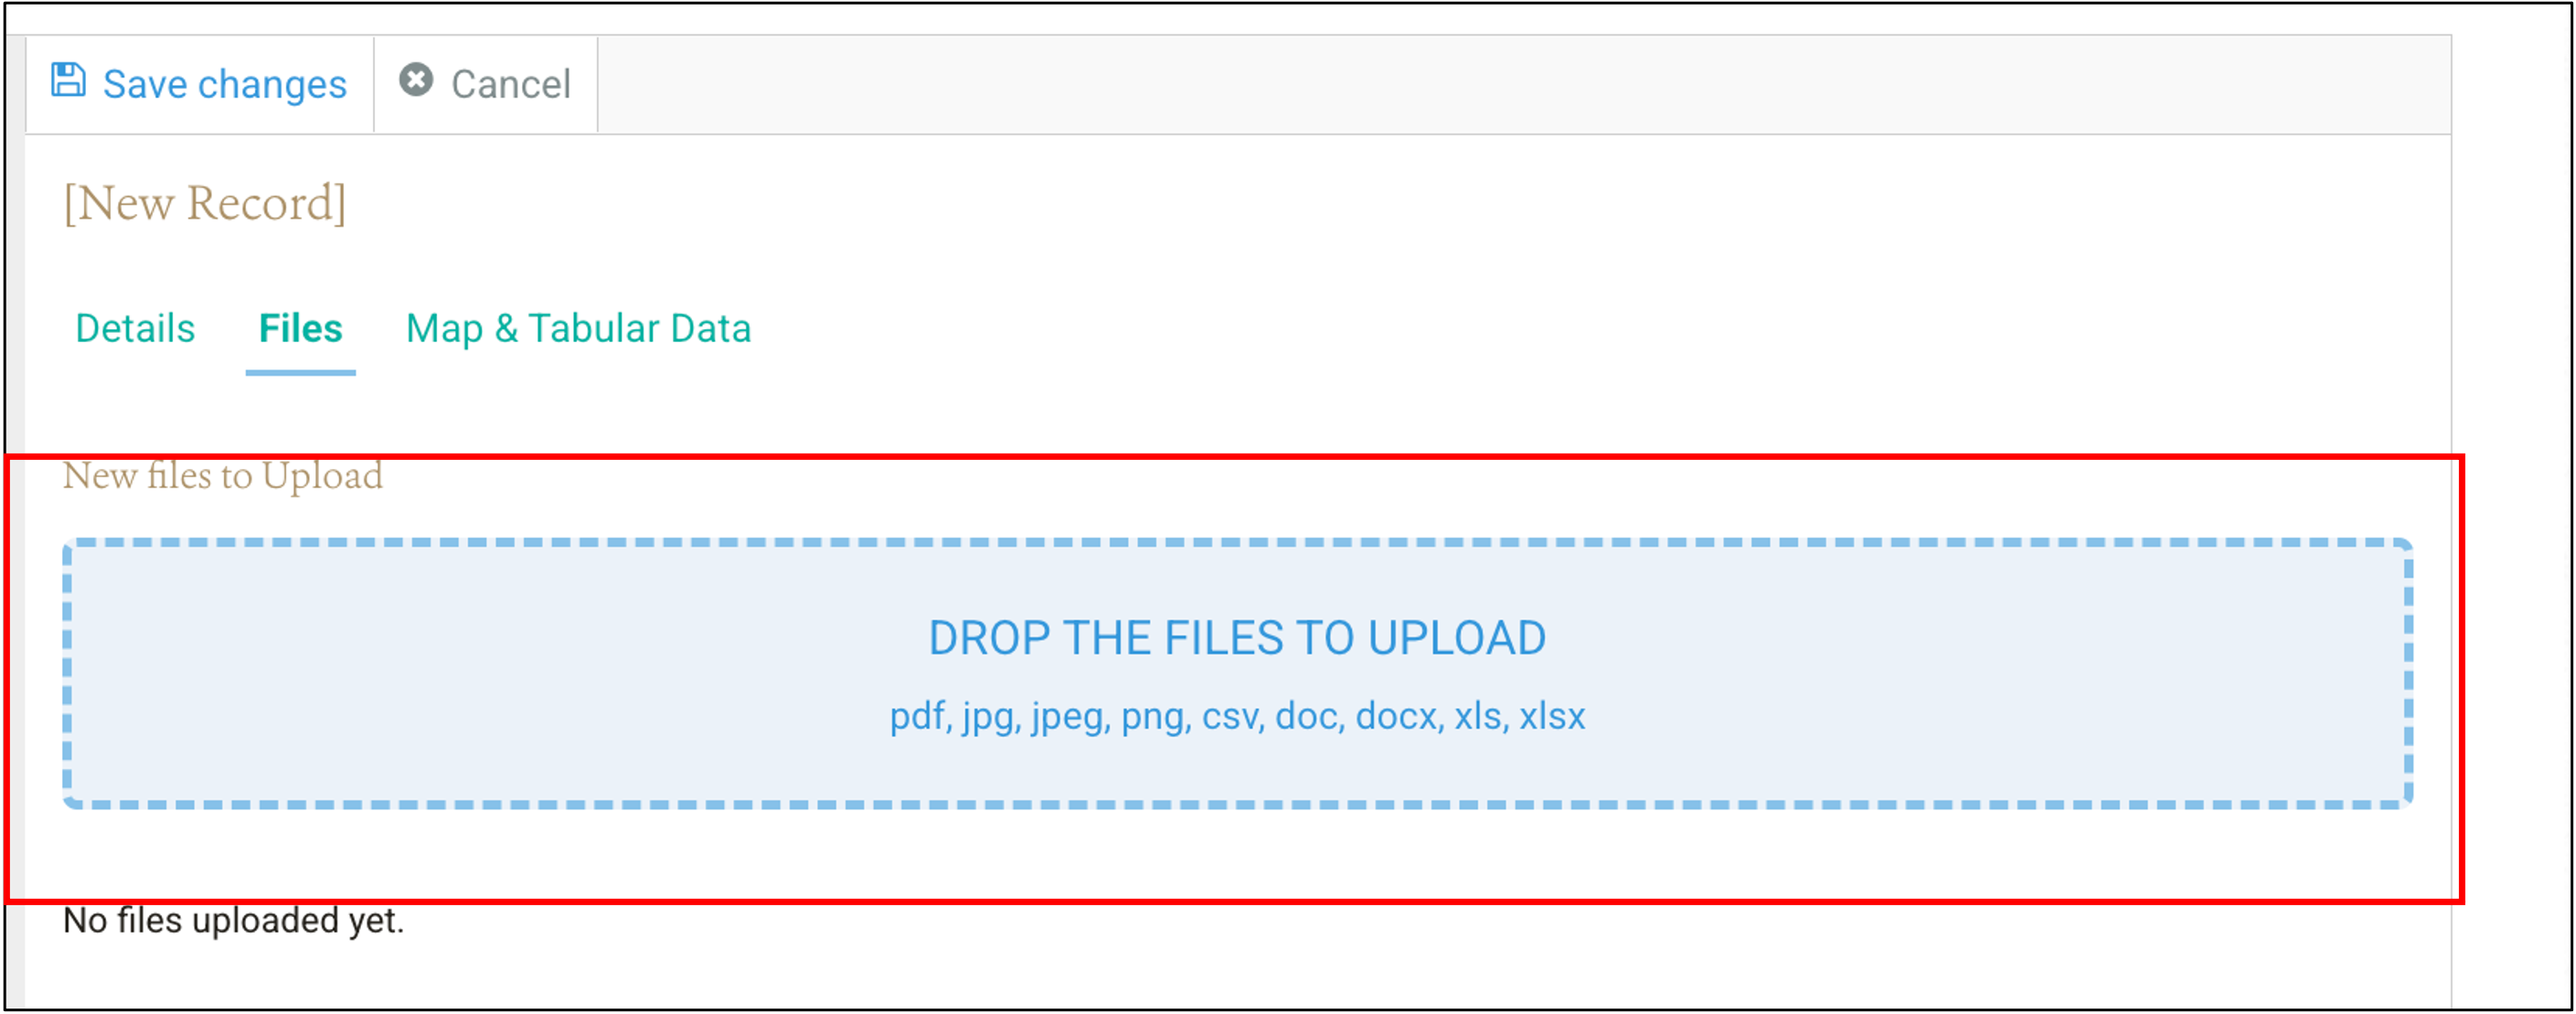 Save changes Cancel
[New Record]
Details Files Map & Tabular Data
New files to Upload
DROP THE FILES TO UPLOAD
pdf, jpg, jpeg, png, csv, doc, docx, xls, xlsx
No files uploaded yet.